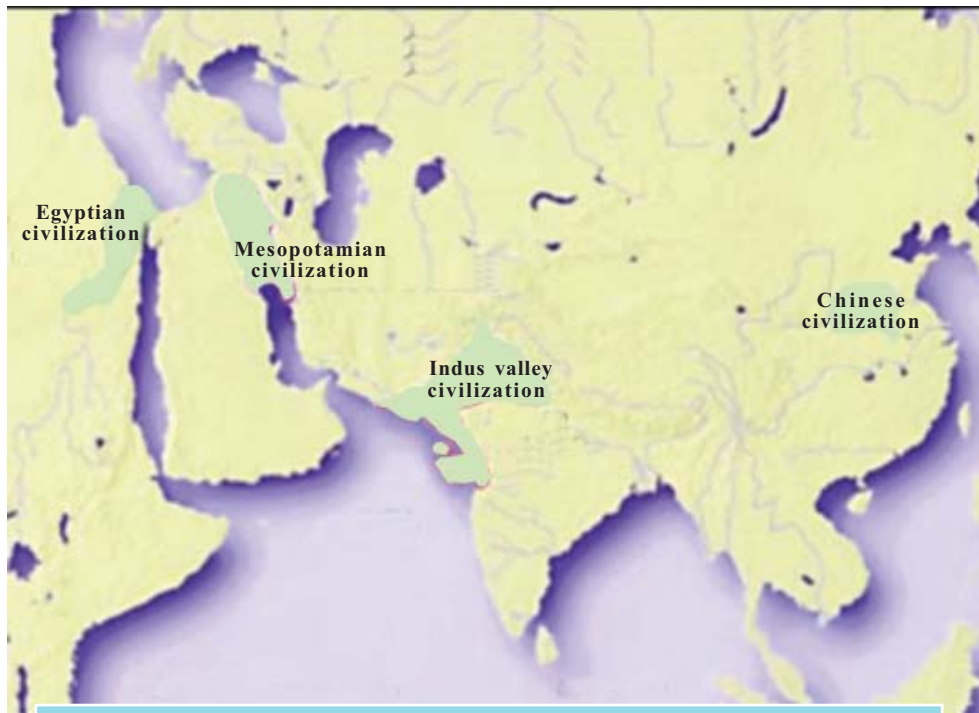 Egyptian
civilization
Mesopotamian
civilization
Chinese
civilization
Indus valley
civilization